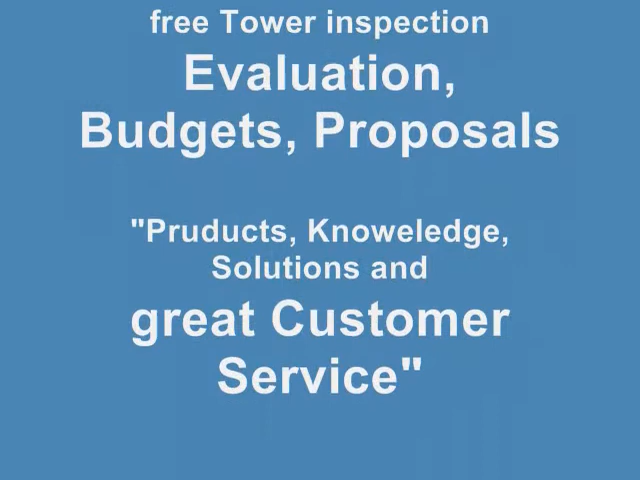 free Tower inspection
Evaluation,
Budgets, Proposals
"Pruducts, Knoweledge,
Solutions and
great Customer
Service"